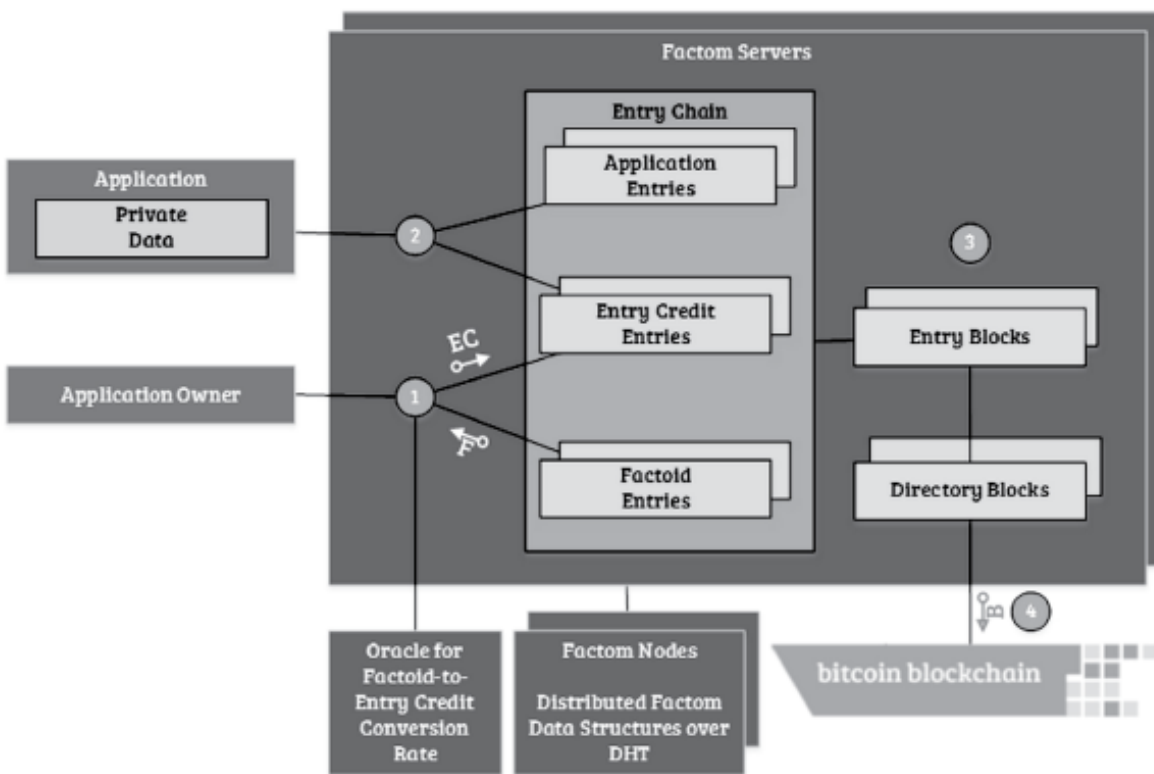 Factom Servers
Entry Chain
Application
Entries
Application
Private
Data
2
3
Entry Credit
Entries
Entry Blocks
EC
Application Owner
1
F
Factoid
Entries
Directory Blocks
B
4
Oracle for
Factoid-to-
Entry Credit
Conversion
Rate
Factom Nodes
Distributed Factom
Data Structures over
DHT
bitcoin blockchain